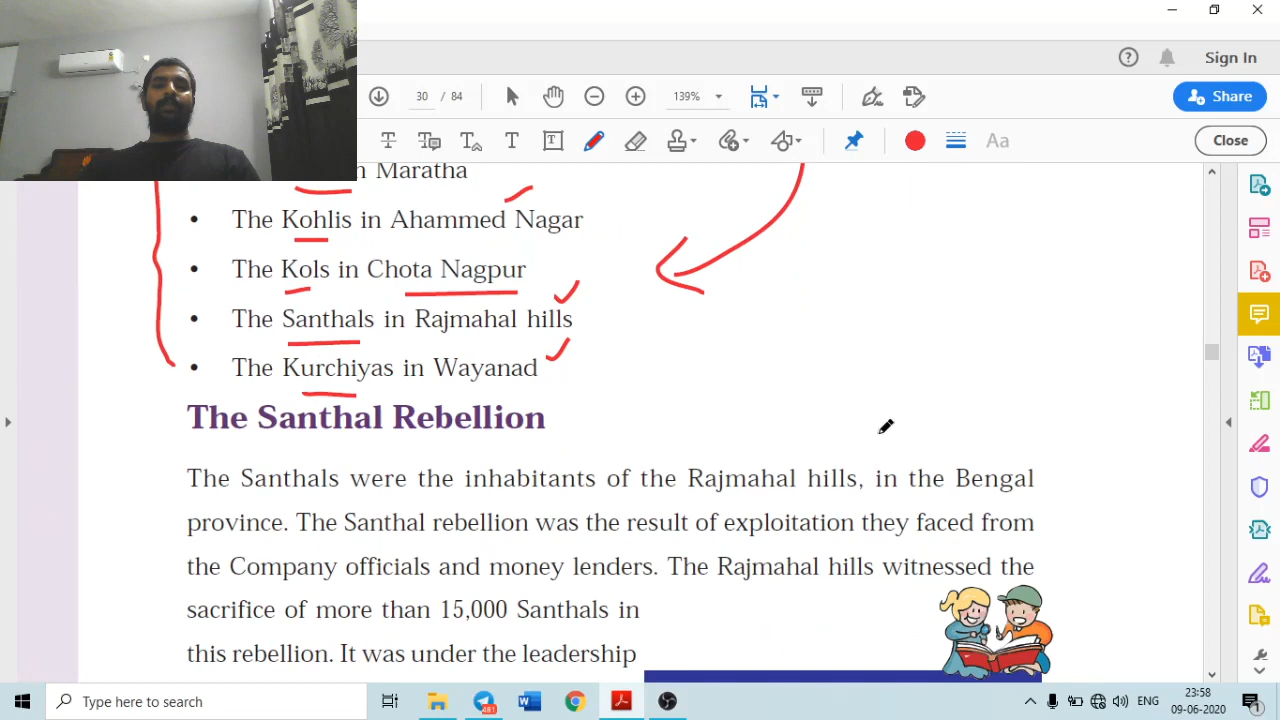 Sign In
30 / 84
139%
Share
Aa
Close
in Maratha
• The Kohlis in Ahammed Nagar
• The Kols in Chota Nagpur
• The Santhals in Rajmahal hills
• The Kurchiyas in Wayanad
The Santhal Rebellion
The Santhals were the inhabitants of the Rajmahal hills, in the Bengal
province. The Santhal rebellion was the result of exploitation they faced from
the Company officials and money lenders. The Rajmahal hills witnessed the
sacrifice of more than 15,000 Santhals in
this rebellion. It was under the leadership
Type here to search
481
ENG
23:58
09-06-2020
1